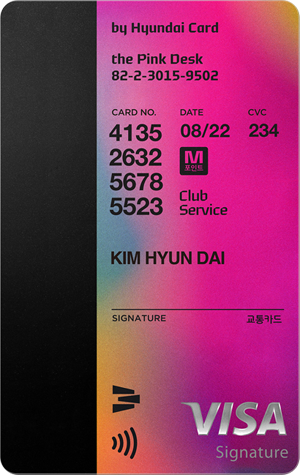 by Hyundai Card
the Pink Desk
82-2-3015-9502
CARD NO. DATE CVC
4135 08/22 234
2632 M
포인트
5678
5523 Club
Service
KIM HYUN DAI
SIGNATURE 교통카드
VISA
Signature